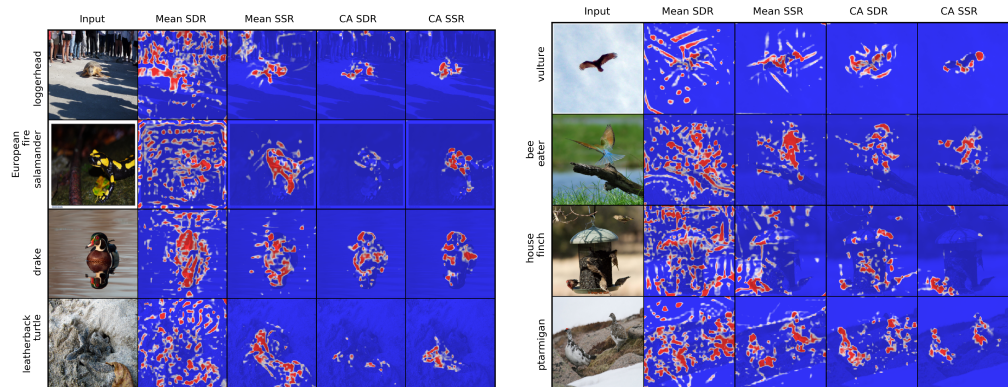 Input Mean SDR Mean SSR CA SDR CA SSR
loggerhead
European
fire
salamander
drake
leatherback
turtle
Input Mean SDR Mean SSR CA SDR CA SSR
vulture
bee
eater
house
finch
ptarmigan